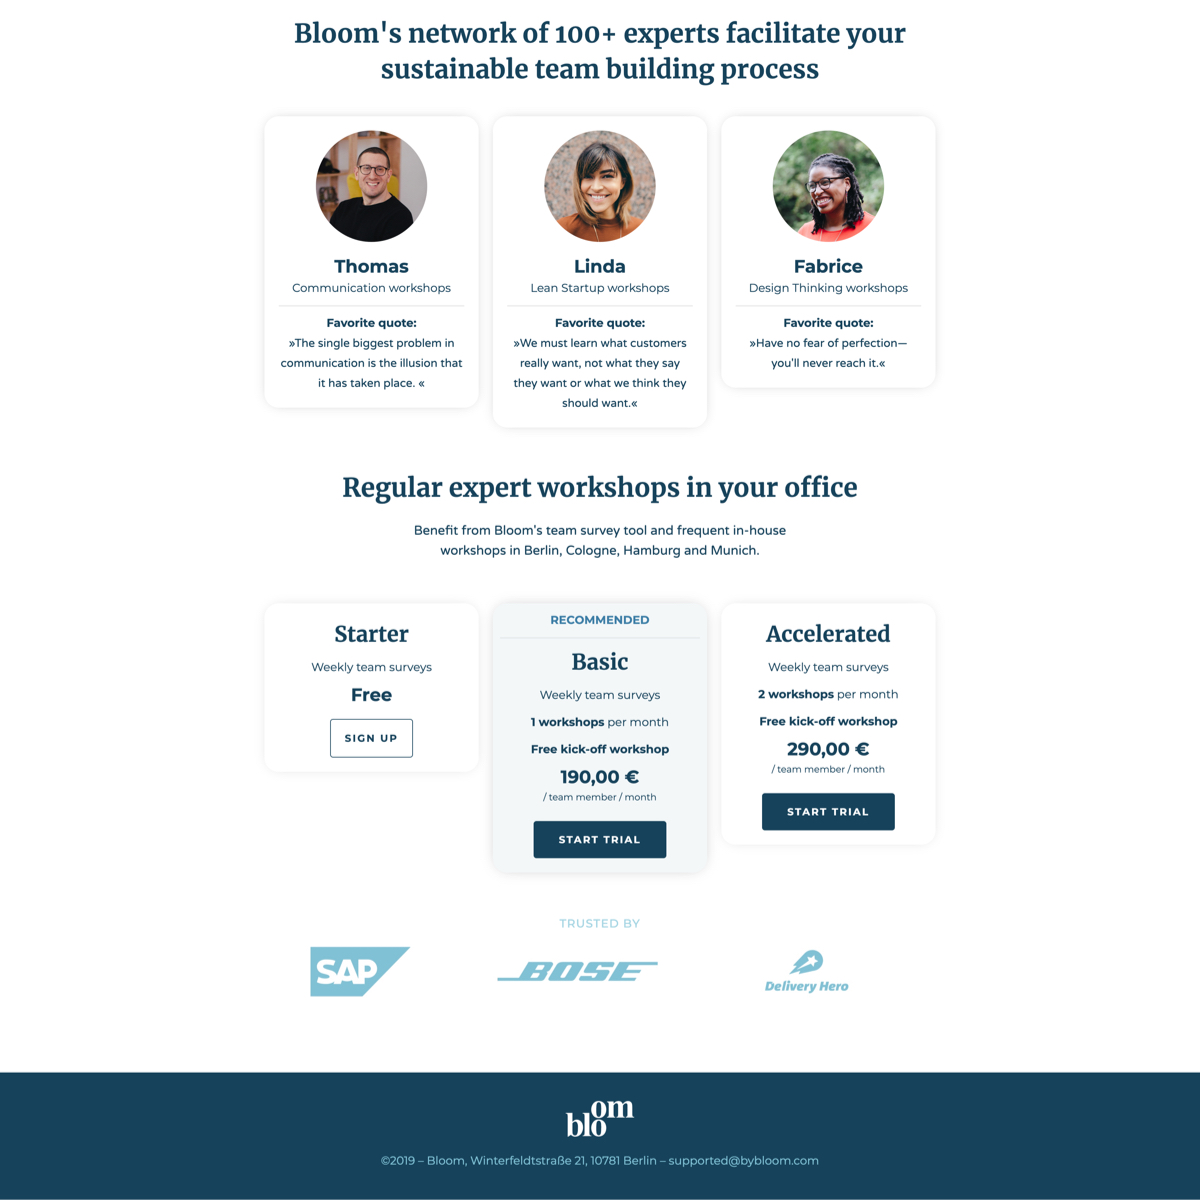 Bloom's network of 100+ experts facilitate your
sustainable team building process
Thomas
Communication workshops
Favorite quote:
»The single biggest problem in
communication is the illusion that
it has taken place. «
Linda
Lean Startup workshops
Favorite quote:
»We must learn what customers
really want, not what they say
they want or what we think they
should want.«
Fabrice
Design Thinking workshops
Favorite quote:
»Have no fear of perfection—
you'll never reach it.«
Regular expert workshops in your office
Benefit from Bloom's team survey tool and frequent in-house
workshops in Berlin, Cologne, Hamburg and Munich.
Starter
Weekly team surveys
Free
SIGN UP
RECOMMENDED
Basic
Weekly team surveys
1 workshops per month
Free kick-off workshop
190,00 €
/ team member / month
START TRIAL
Accelerated
Weekly team surveys
2 workshops per month
Free kick-off workshop
290,00 €
/ team member / month
START TRIAL
TRUSTED BY
SAP
BOSE
Delivery Hero
bloom
©2019 – Bloom, Winterfeldtstraße 21, 10781 Berlin – supported@bybloom.com